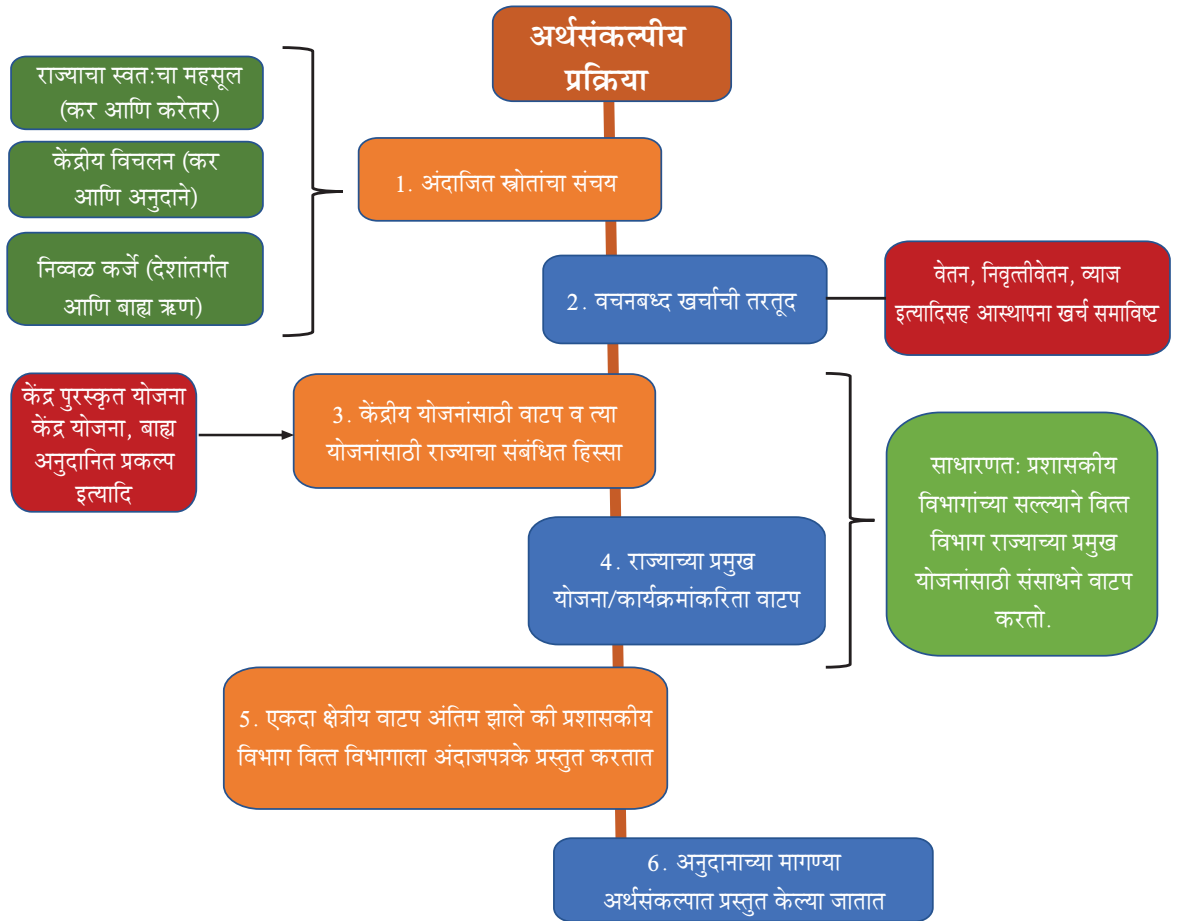 अर्थसंकल्पीय
प्रक्रिया
राज्याचा स्वत:चा महसूल
(कर आणि करेतर)
केंद्रीय विचलन (कर
आणि अनुदाने)
निव्वळ कर्जे (देशांतर्गत
आणि बाह्य ऋण)
1. अंदाजित स्त्रोतांचा संचय
2. वचनबध्द खर्चाची तरतूद
वेतन, निवृत्तीवेतन, व्याज
इत्यादिसह आस्थापना खर्च समाविष्ट
केंद्र पुरस्कृत योजना
केंद्र योजना, बाह्य
अनुदानित प्रकल्प
इत्यादि
3. केंद्रीय योजनांसाठी वाटप व त्या
योजनांसाठी राज्याचा संबंधित हिस्सा
4. राज्याच्या प्रमुख
योजना/कार्यक्रमांकरिता वाटप
साधारणत: प्रशासकीय
विभागांच्या सल्ल्याने वित्त
विभाग राज्याच्या प्रमुख
योजनांसाठी संसाधने वाटप
करतो.
5. एकदा क्षेत्रीय वाटप अंतिम झाले की प्रशासकीय
विभाग वित्त विभागाला अंदाजपत्रके प्रस्तुत करतात
6. अनुदानाच्या मागण्या
अर्थसंकल्पात प्रस्तुत केल्या जातात